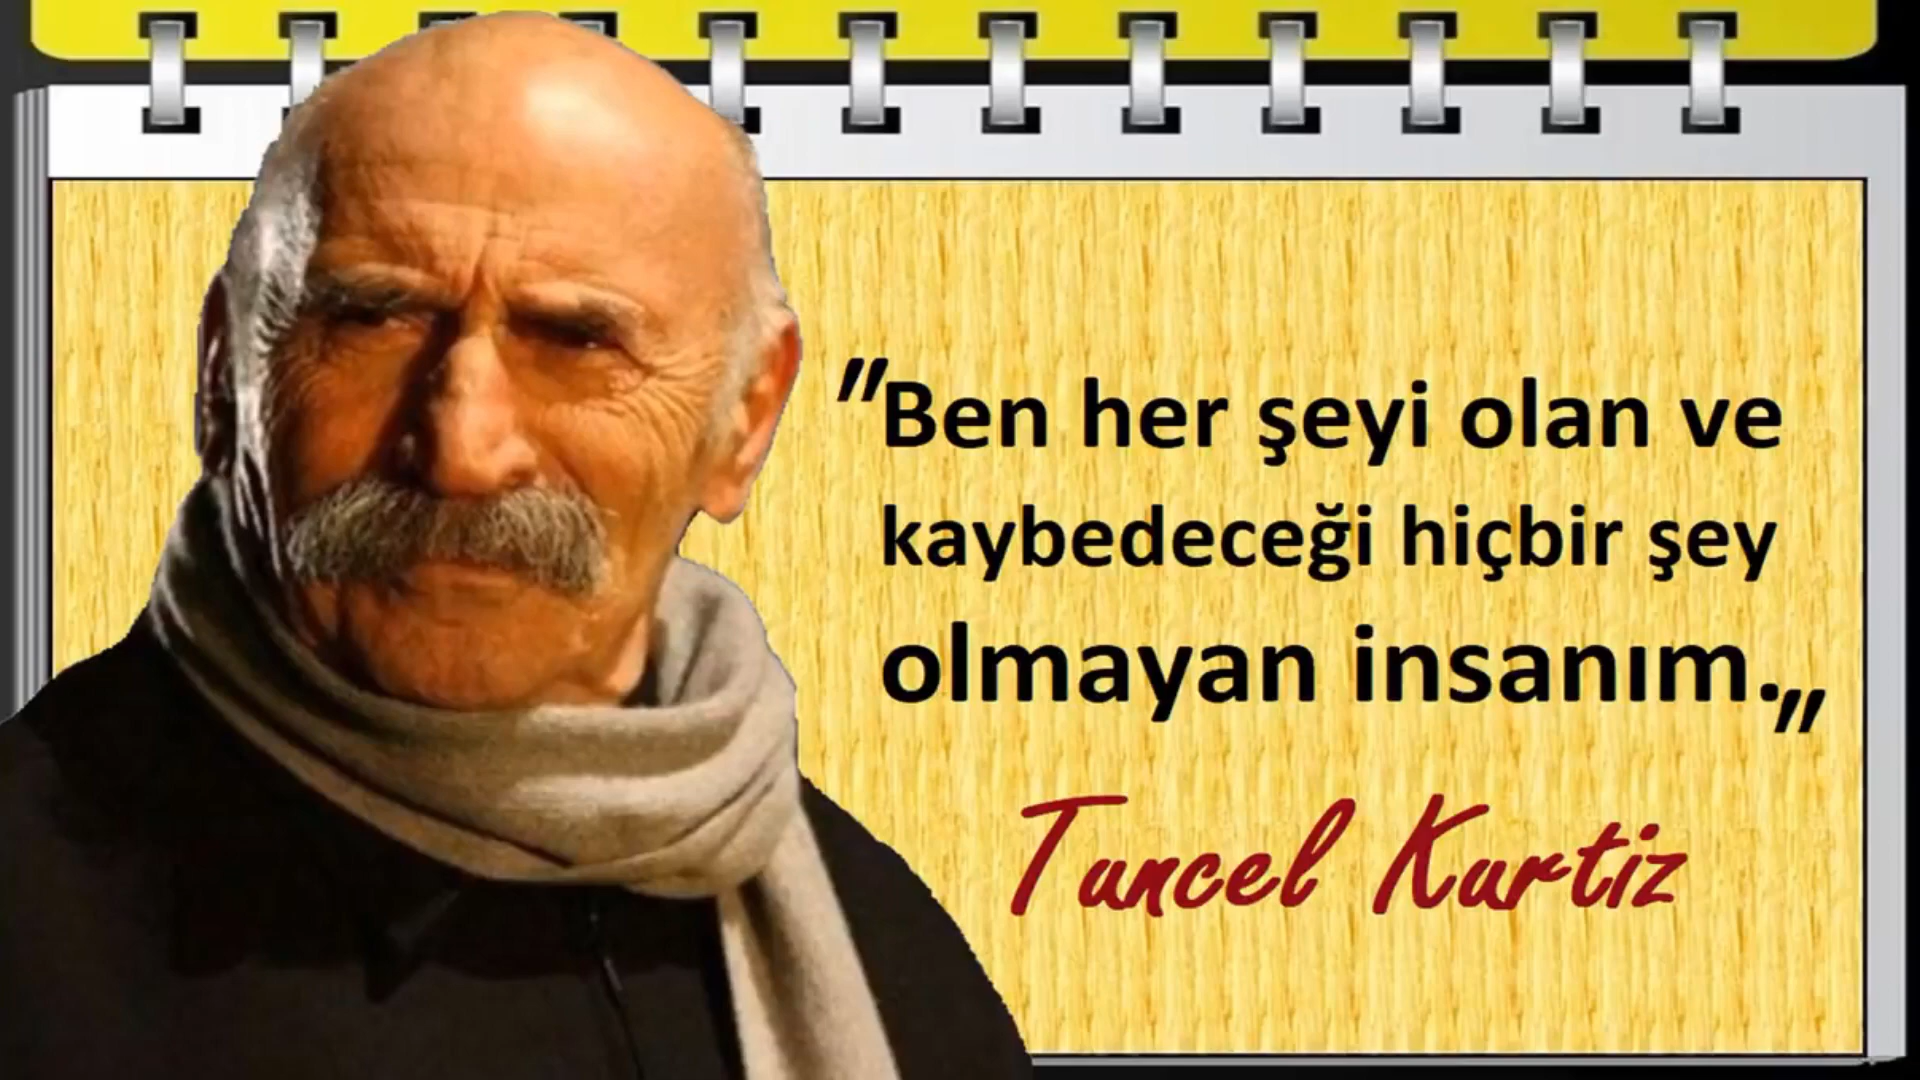 "Ben her şeyi olan ve
kaybedeceği hiçbir şey
olmayan insanım.„
Tuncel Kurtiz